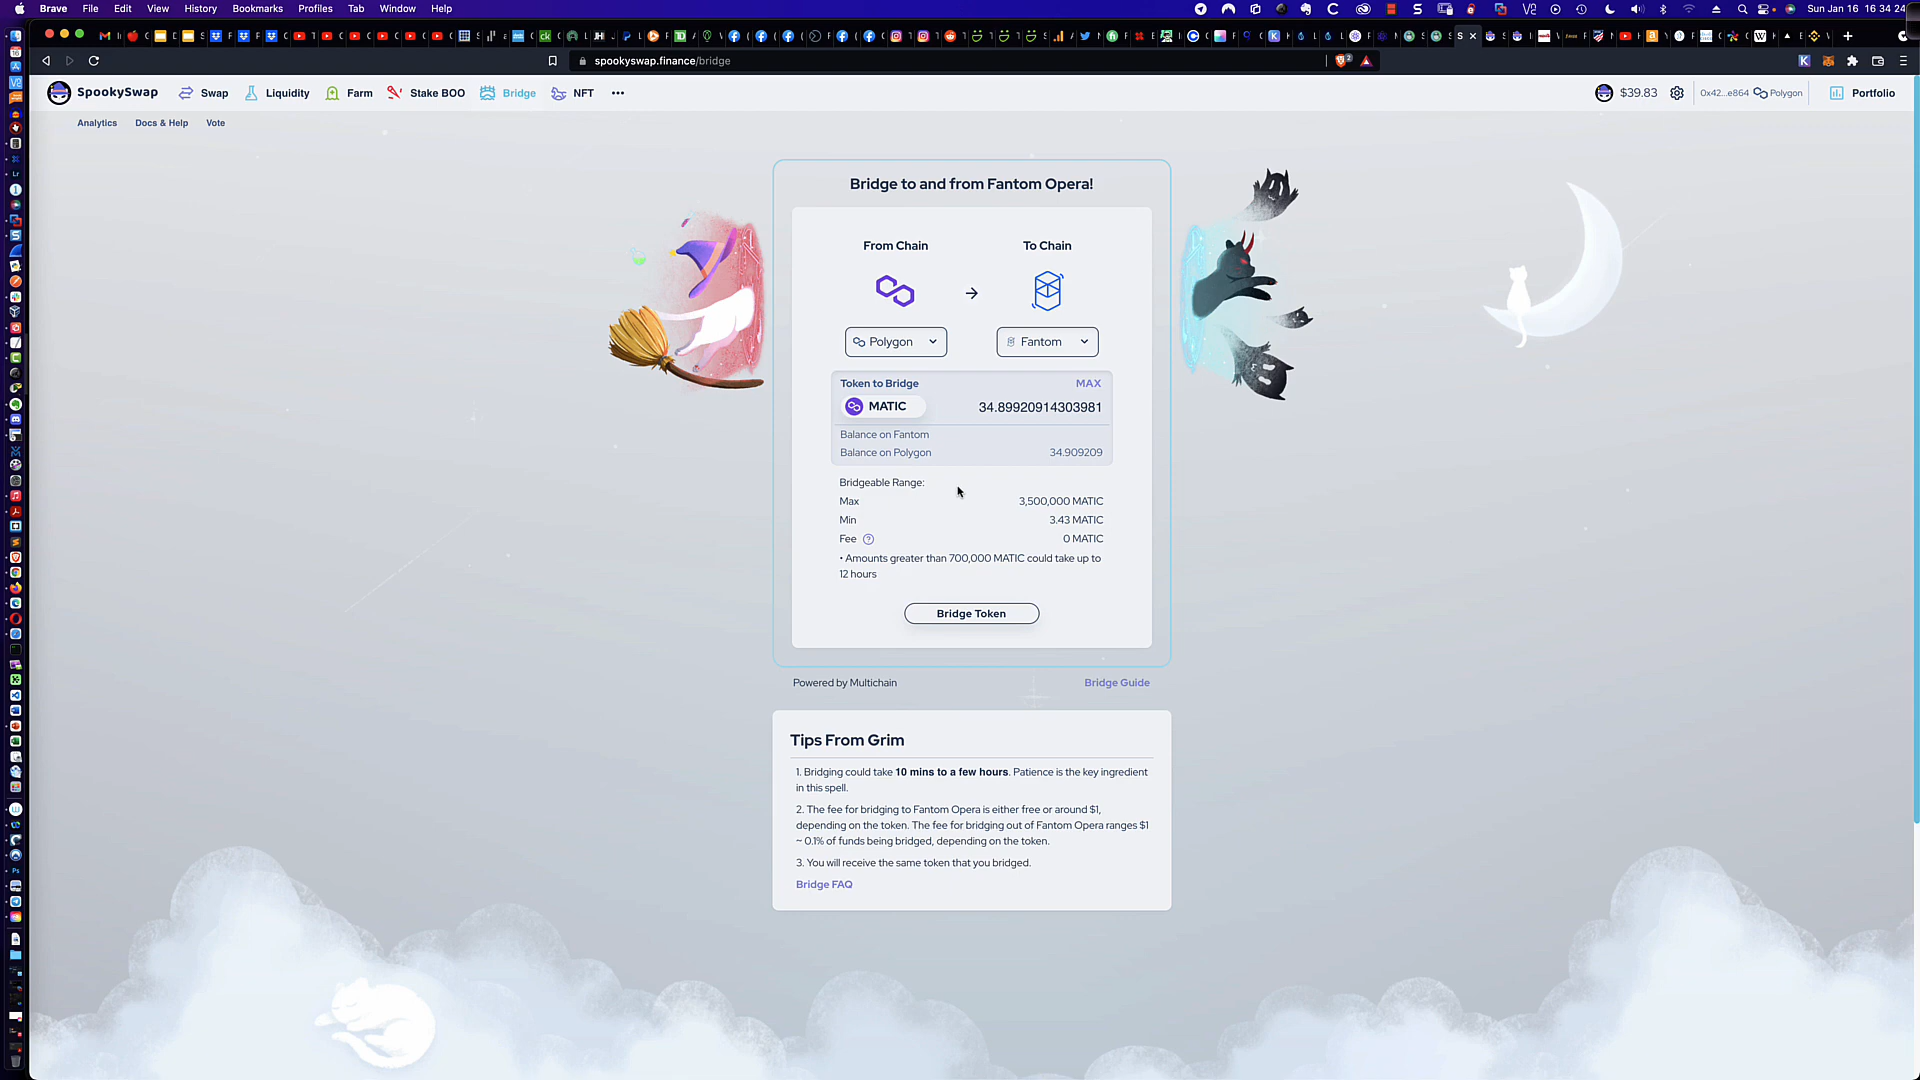 Brave File Edit View History Bookmarks Profiles Tab Window Help
Sun Jan 16 16 34 24
spookyswap.finance/bridge
SpookySwap
Swap
Liquidity
Farm
Stake BOO
Bridge
NFT
$39.83
0x42...e864
Polygon
Portfolio
Analytics
Docs & Help
Vote
Bridge to and from Fantom Opera!
From Chain
To Chain
Polygon
Fantom
Token to Bridge
MAX
MATIC
34.89920914303981
Balance on Fantom
Balance on Polygon
34.909209
Bridgeable Range:
Max
3,500,000 MATIC
Min
3.43 MATIC
Fee
0 MATIC
• Amounts greater than 700,000 MATIC could take up to
12 hours
Bridge Token
Powered by Multichain
Bridge Guide
Tips From Grim
1. Bridging could take 10 mins to a few hours. Patience is the key ingredient
in this spell.
2. The fee for bridging to Fantom Opera is either free or around $1,
depending on the token. The fee for bridging out of Fantom Opera ranges $1
~ 0.1% of funds being bridged, depending on the token.
3. You will receive the same token that you bridged.
Bridge FAQ